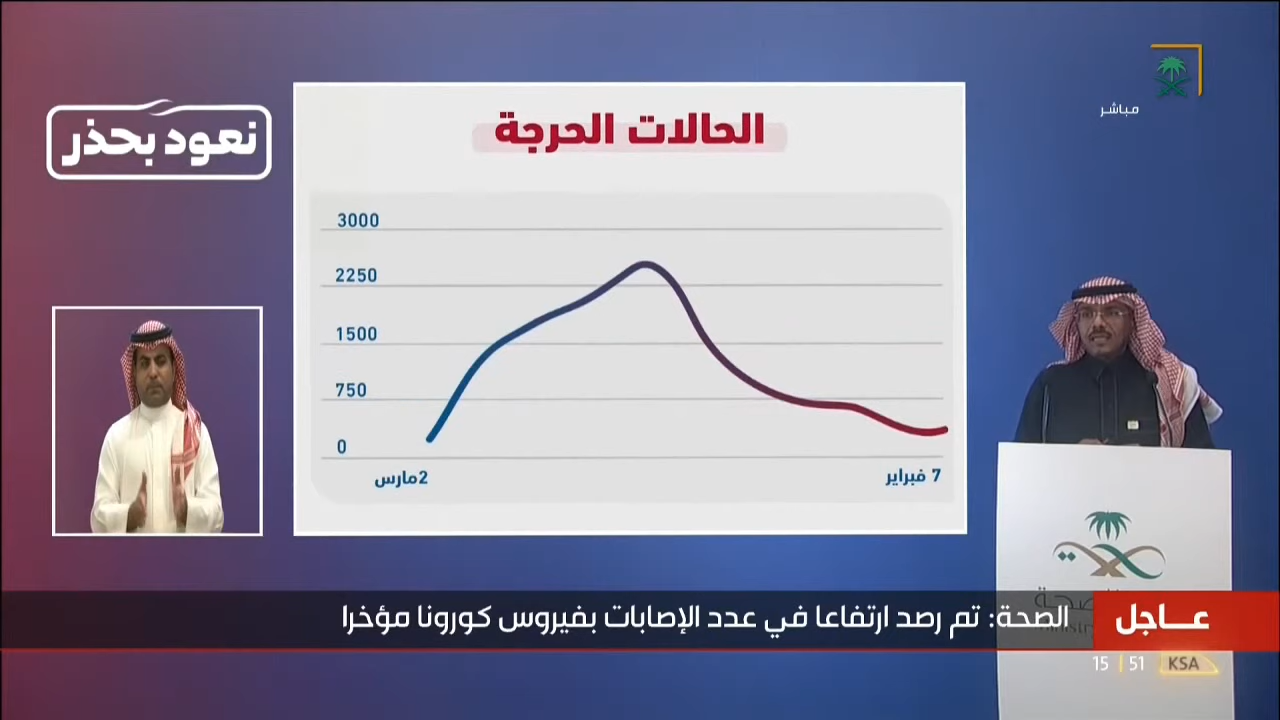 مباشر
نعود بحذر
الحالات الحرجة
3000
2250
1500
750
0
2مارس
7 فبراير
عاجل
الصحة: تم رصد ارتفاعا في عدد الإصابات بفيروس كورونا مؤخرا
15 51 KSA